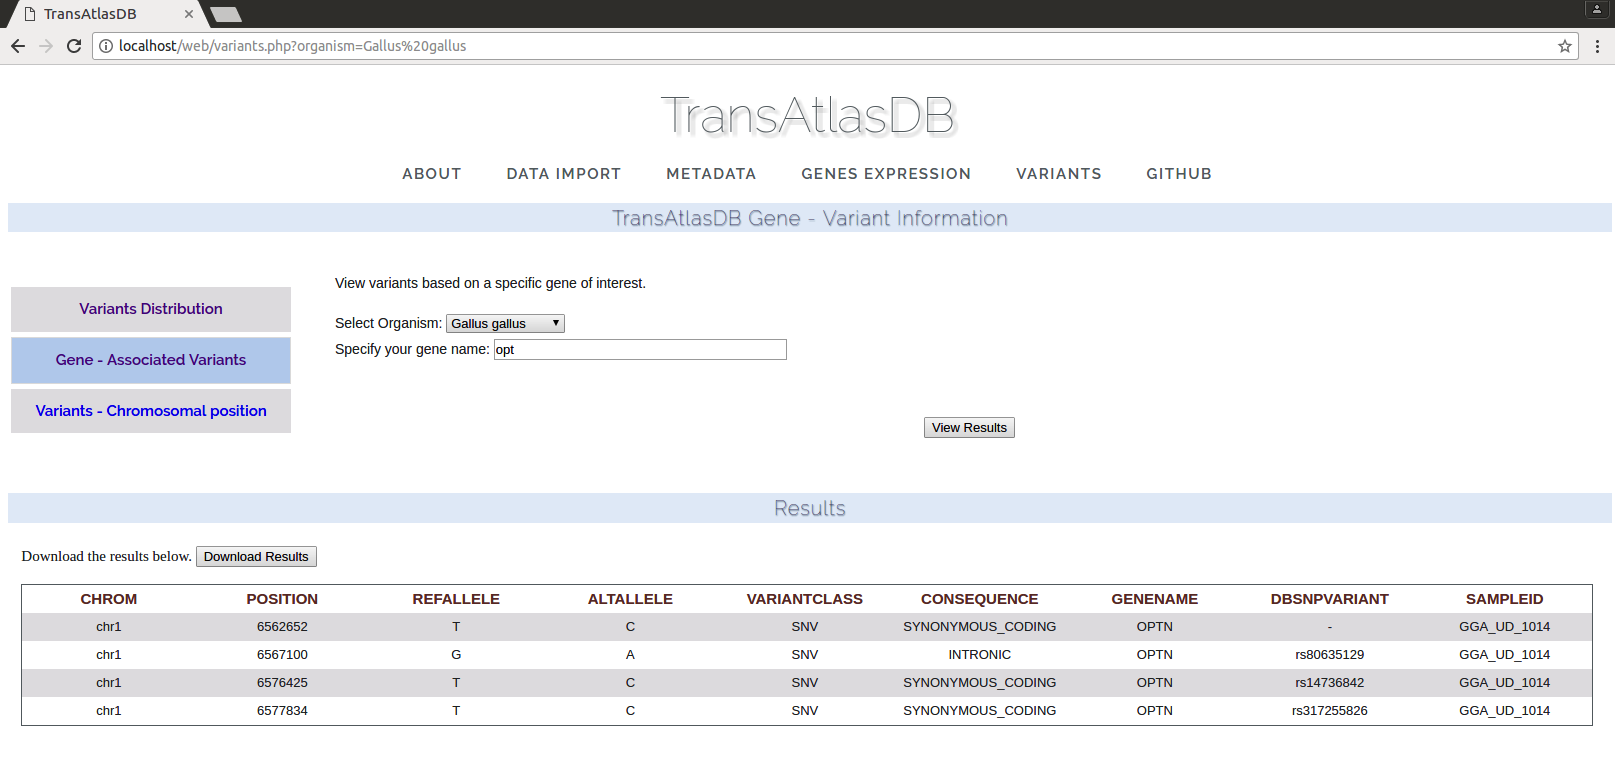 TransAtlasDB
localhost/web/variants.php?organism=Gallus%20gallus
TransAtlasDB
ABOUT DATA IMPORT METADATA GENES EXPRESSION VARIANTS GITHUB
TransAtlasDB Gene - Variant Information
View variants based on a specific gene of interest.
Variants Distribution
Select Organism: Gallus gallus
Specify your gene name: opt
Gene - Associated Variants
Variants - Chromosomal position
View Results
Results
Download the results below. Download Results
CHROM POSITION REFALLELE ALTALLELE VARIANTCLASS CONSEQUENCE GENENAME DBSNPVARIANT SAMPLEID
chr1 6562652 T C SNV SYNONYMOUS_CODING OPTN - GGA_UD_1014
chr1 6567100 G A SNV INTRONIC OPTN rs80635129 GGA_UD_1014
chr1 6576425 T C SNV SYNONYMOUS_CODING OPTN rs14736842 GGA_UD_1014
chr1 6577834 T C SNV SYNONYMOUS_CODING OPTN rs317255826 GGA_UD_1014